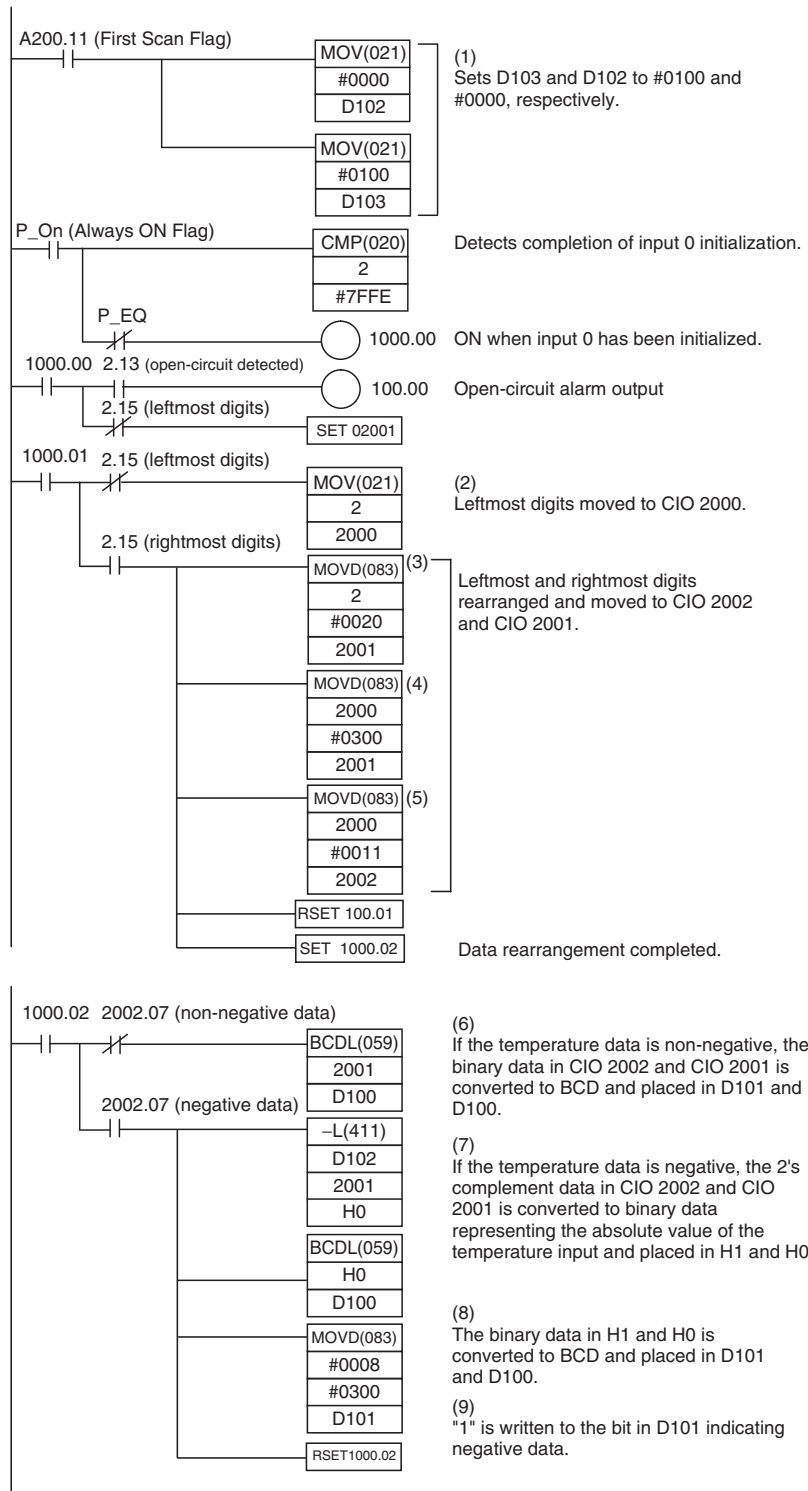 A200.11 (First Scan Flag)
MOV(021)
#0000
D102
(1)
Sets D103 and D102 to #0100 and
#0000, respectively.
MOV(021)
#0100
D103
P_On (Always ON Flag)
CMP(020)
2
#7FFE
Detects completion of input 0 initialization.
P_EQ
1000.00 ON when input 0 has been initialized.
1000.00 2.13 (open-circuit detected)
100.00 Open-circuit alarm output
2.15 (leftmost digits)
SET 02001
1000.01 2.15 (leftmost digits)
MOV(021)
2
2000
(2)
Leftmost digits moved to CIO 2000.
2.15 (rightmost digits)
MOVD(083) (3)
2
#0020
2001
Leftmost and rightmost digits
rearranged and moved to CIO 2002
and CIO 2001.
MOVD(083) (4)
2000
#0300
2001
MOVD(083) (5)
2000
#0011
2002
RSET 100.01
SET 1000.02 Data rearrangement completed.
1000.02 2002.07 (non-negative data)
BCDL(059)
2001
D100
(6)
If the temperature data is non-negative, the
binary data in CIO 2002 and CIO 2001 is
converted to BCD and placed in D101 and
D100.
2002.07 (negative data)
−L(411)
D102
2001
H0
(7)
If the temperature data is negative, the 2's
complement data in CIO 2002 and CIO
2001 is converted to binary data
representing the absolute value of the
temperature input and placed in H1 and H0
BCDL(059)
H0
D100
(8)
The binary data in H1 and H0 is
converted to BCD and placed in D101
and D100.
MOVD(083)
#0008
#0300
D101
(9)
"1" is written to the bit in D101 indicating
negative data.
RSET1000.02